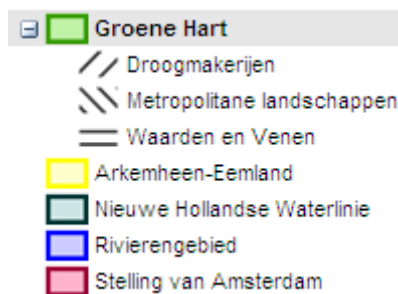 Groene Hart
Droogmakerijen
Metropolitane landschappen
Waarden en Venen
Arkemheen-Eemland
Nieuwe Hollandse Waterlinie
Rivierengebied
Stelling van Amsterdam